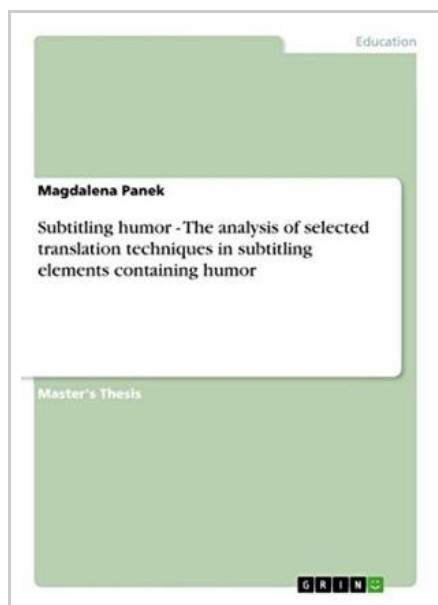 Education
Magdalena Panek
Subtitling humor - The analysis of selected
translation techniques in subtitling
elements containing humor
Master's Thesis
GRIN